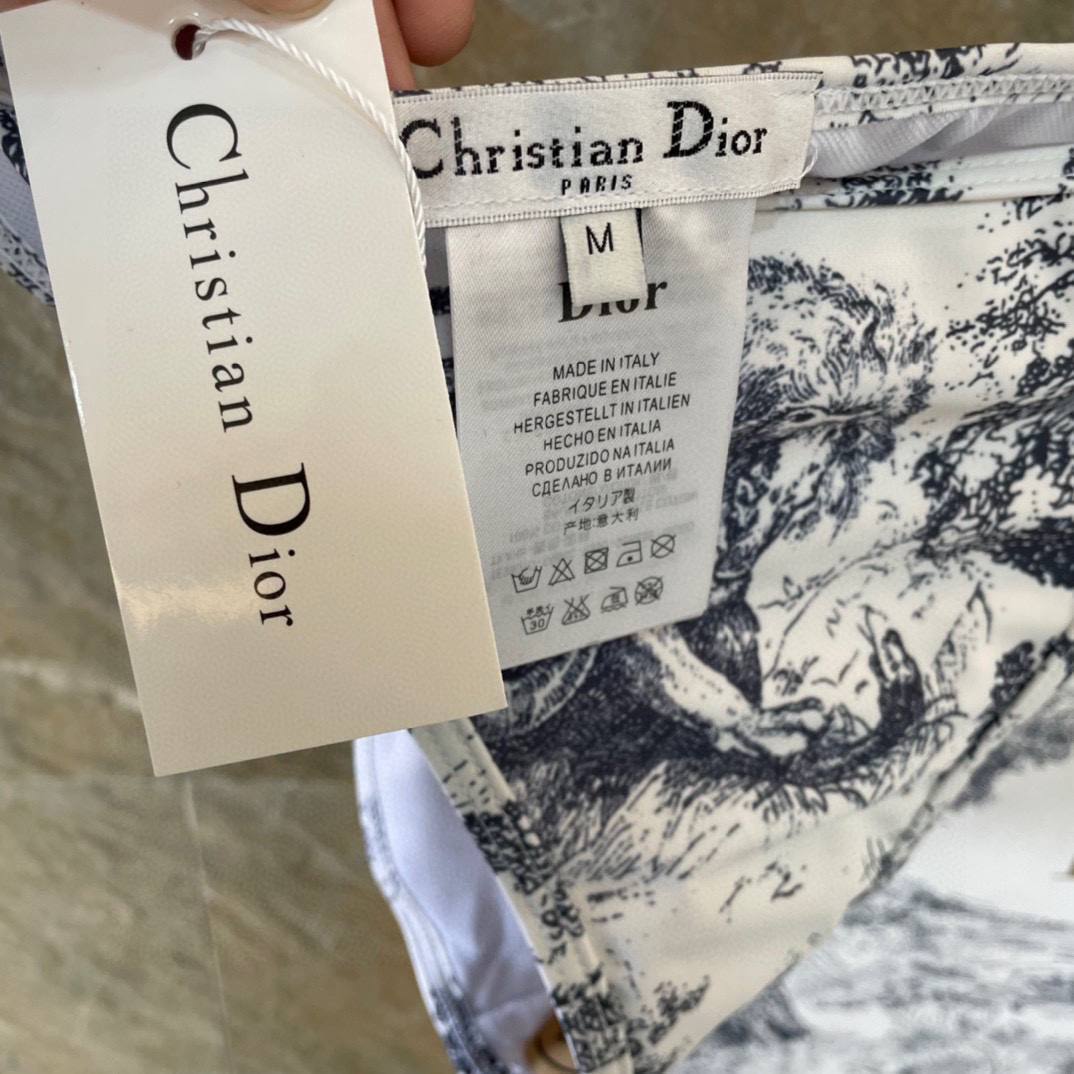 Christian Dior
Christian Dior
PARIS
M
Dior
MADE IN ITALY
FABRIQUE EN ITALIE
HERGESTELLT IN ITALIEN
HECHO EN ITALIA
PRODUZIDO NA ITALIA
СДЕЛАНО В ИТАЛИИ
イタリア製
产地:意大利
30